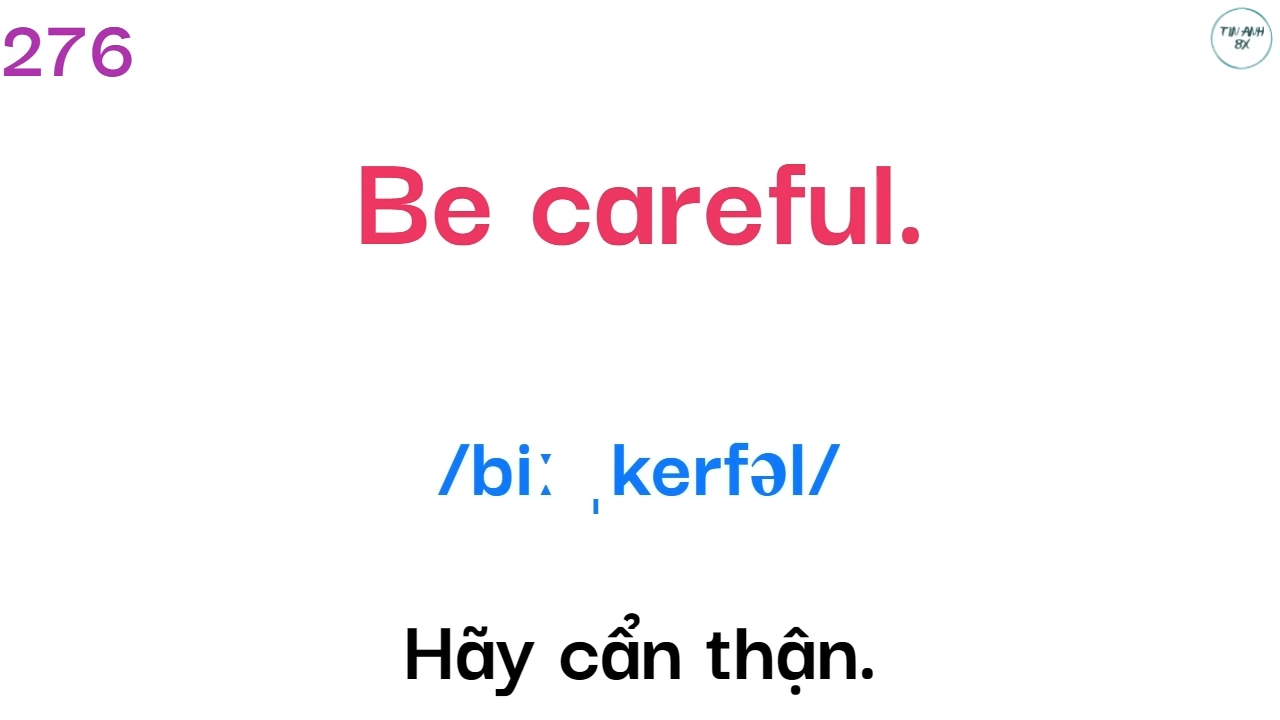 276
TIN ANH
8X
Be careful.
/biː ˌkerfəl/
Hãy cẩn thận.